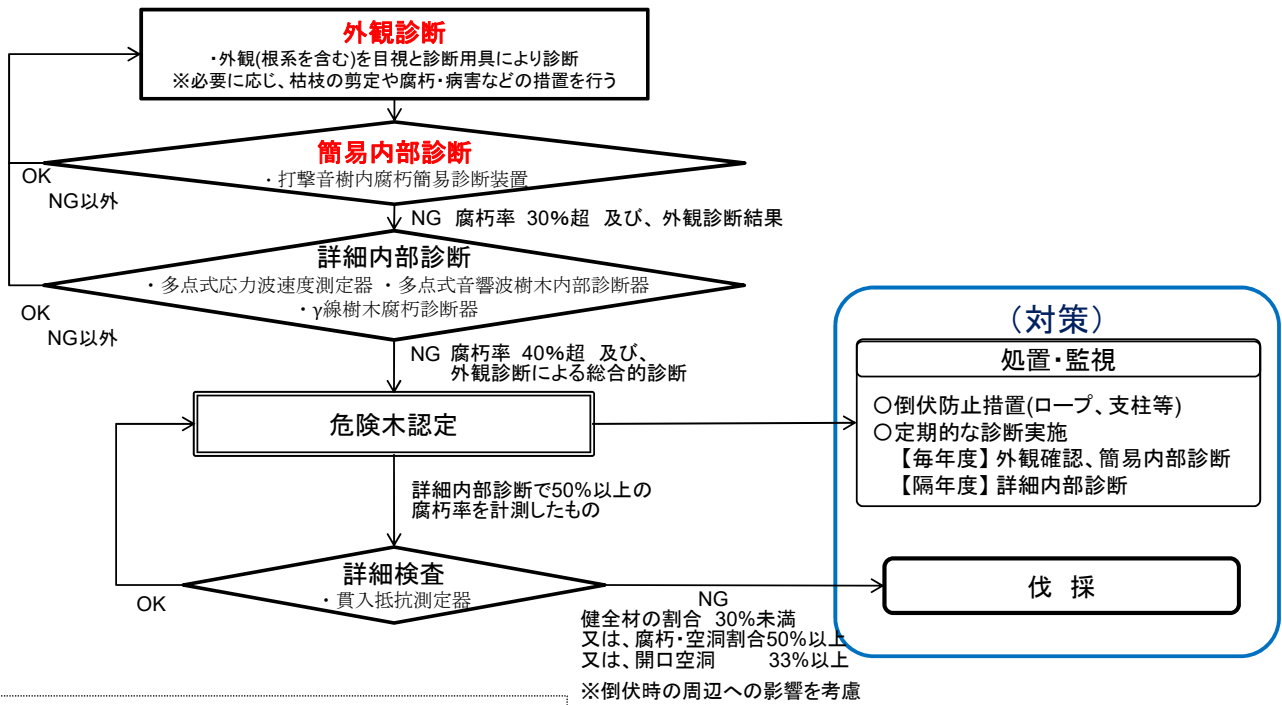 外観診断
・外観(根系を含む)を目視と診断用具により診断
※必要に応じ、枯枝の剪定や腐朽・病害などの措置を行う
簡易内部診断
・打撃音樹内腐朽簡易診断装置
OK
NG以外
NG 腐朽率 30%超 及び、外観診断結果
詳細内部診断
・多点式応力波速度測定器 ・多点式音響波樹木内部診断器
・γ線樹木腐朽診断器
OK
NG以外
NG 腐朽率 40%超 及び、
外観診断による総合的診断
危険木認定
(対策)
処置・監視
○倒伏防止措置(ロープ、支柱等)
○定期的な診断実施
【毎年度】外観確認、簡易内部診断
【隔年度】詳細内部診断
詳細内部診断で50%以上の
腐朽率を計測したもの
詳細検査
・貫入抵抗測定器
OK
NG
健全材の割合 30%未満
又は、腐朽・空洞割合50%以上
又は、開口空洞 33%以上
※倒伏時の周辺への影響を考慮
伐 採